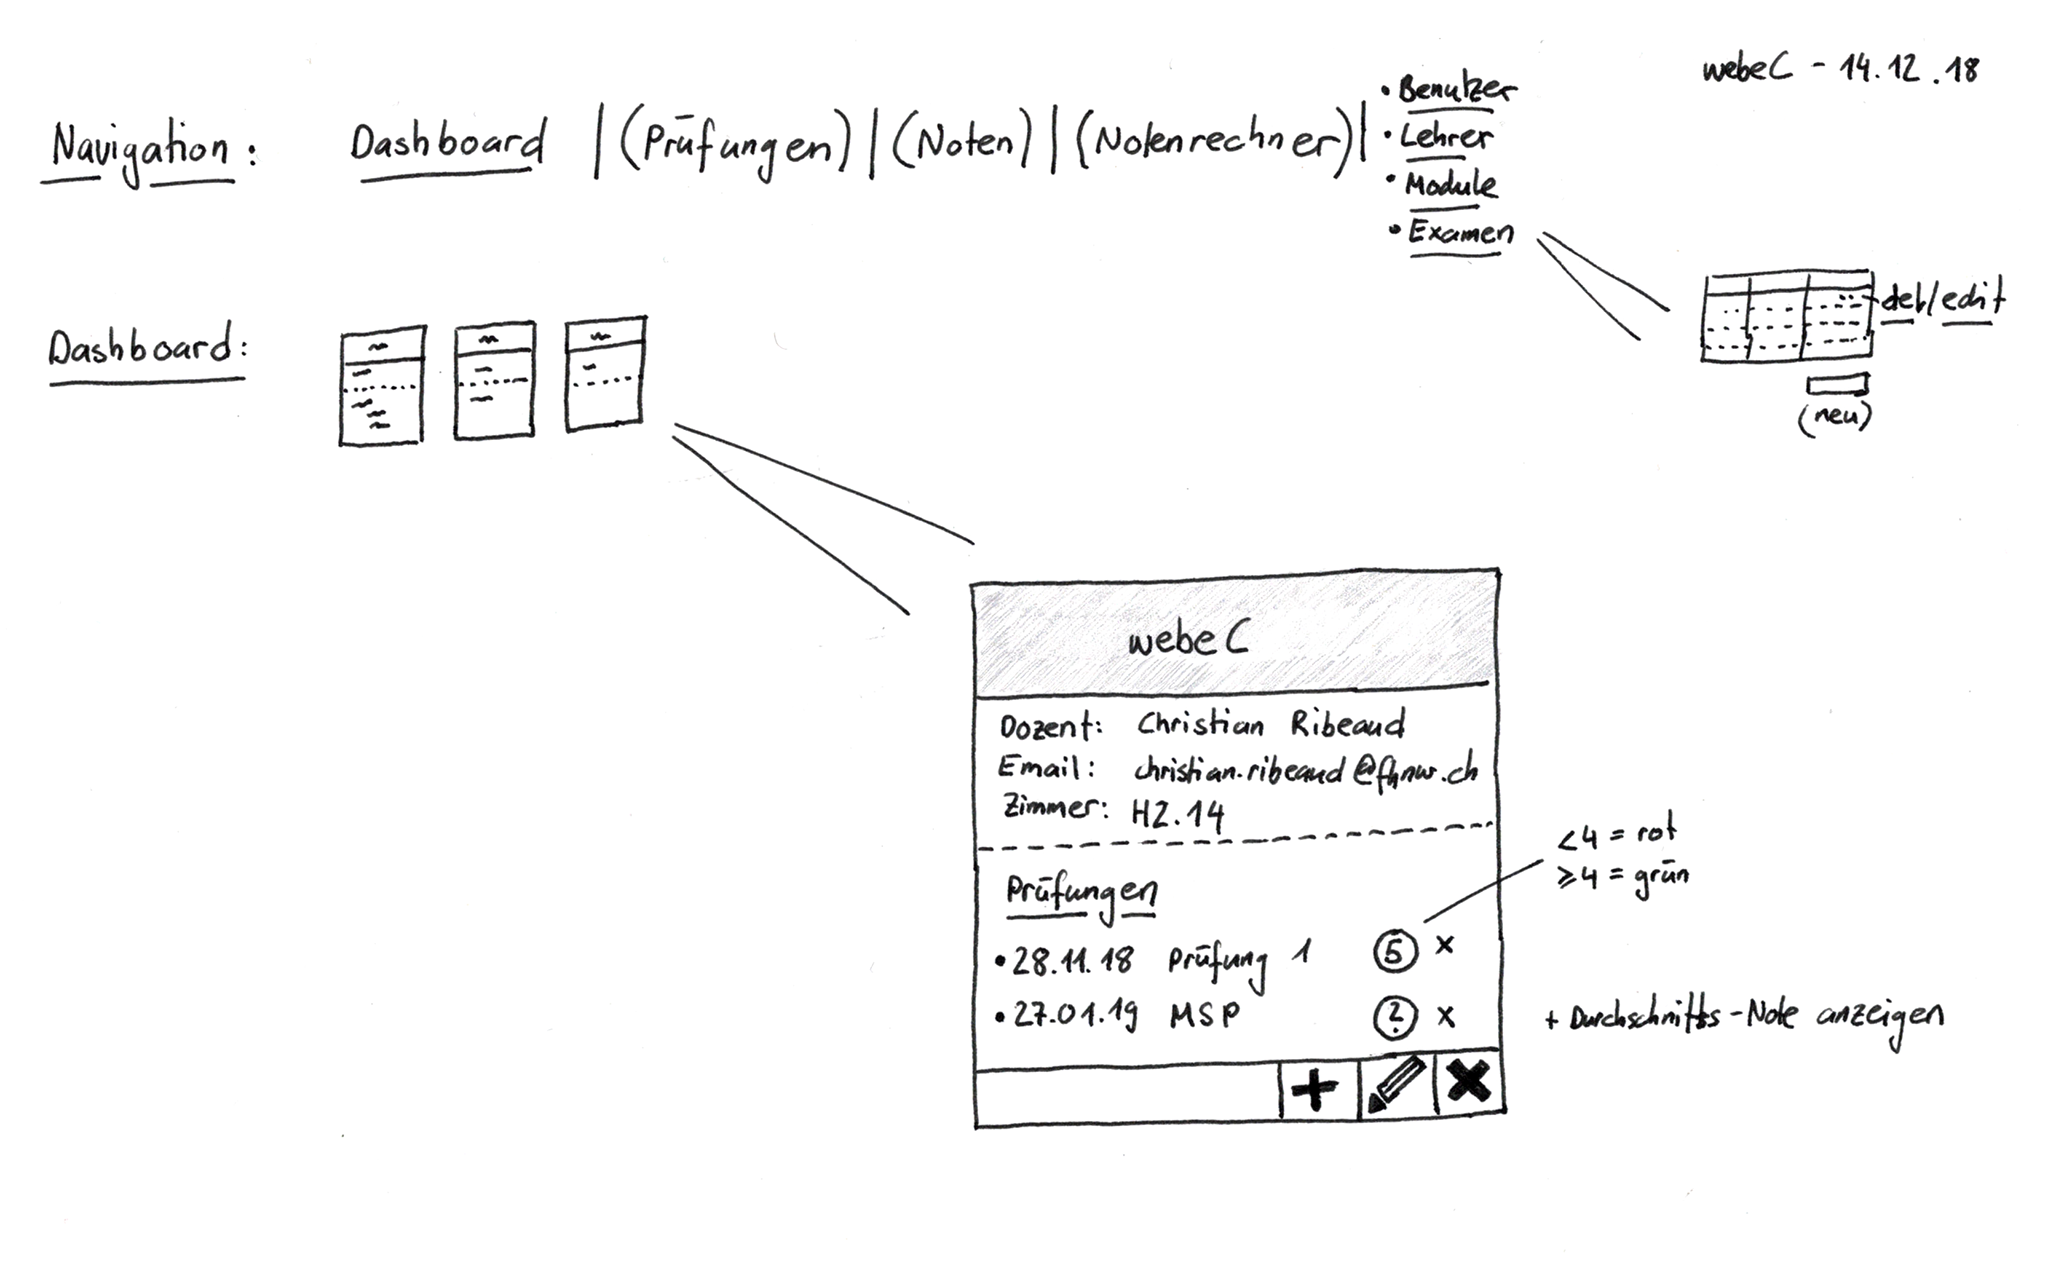 webeC - 14.12.18
Navigation: Dashboard | (Prüfungen) | (Noten) | (Notenrechner) |
• Benutzer
• Lehrer
• Module
• Examen
del/edit
(neu)
Dashboard:
webeC
Dozent: Christian Ribeaud
Email: christian.ribeaud@fhnw.ch
Zimmer: H2.14
Prüfungen
• 28.11.18 Prüfung 1 5 x
• 27.01.19 MSP ? x
<4 = rot
≥4 = grün
+ Durchschnitts-Note anzeigen